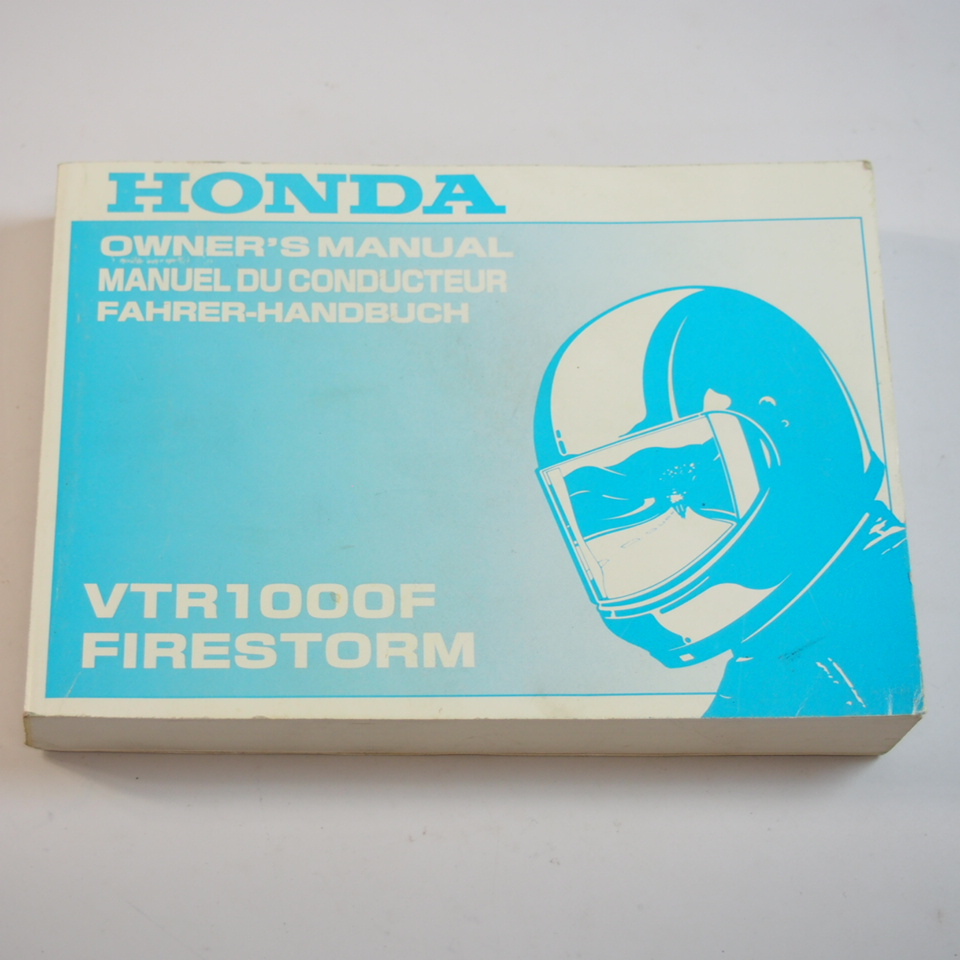 HONDA
OWNER'S MANUAL
MANUEL DU CONDUCTEUR
FAHRER-HANDBUCH
VTR1000F
FIRESTORM